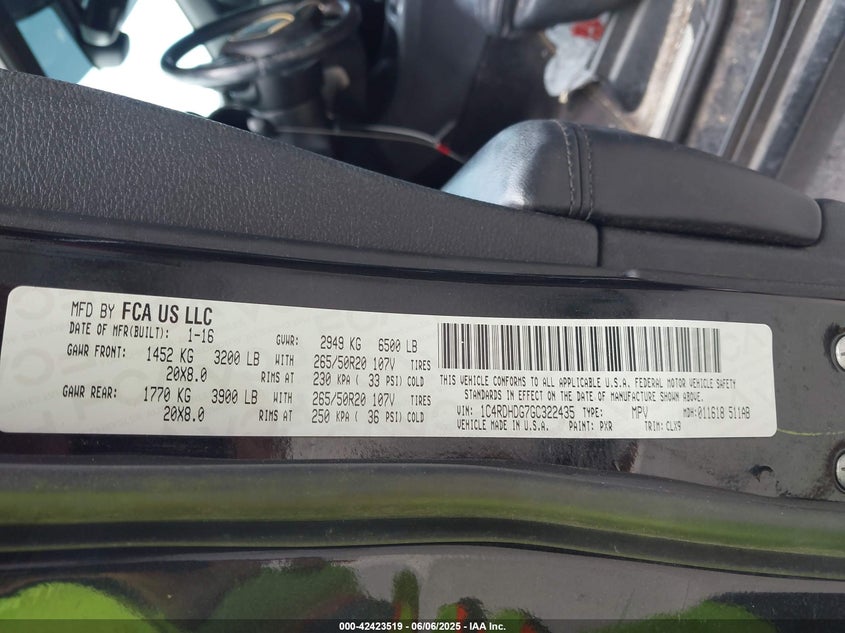 MFD BY FCA US LLC
DATE OF MFR(BUILT): 1-16 GVWR: 2949 KG 6500 LB
GAWR FRONT: 1452 KG 3200 LB WITH 265/50R20 107V TIRES
20X8.0 RIMS AT 230 KPA ( 33 PSI) COLD
GAWR REAR: 1770 KG 3900 LB WITH 265/50R20 107V TIRES
20X8.0 RIMS AT 250 KPA ( 36 PSI) COLD
THIS VEHICLE CONFORMS TO ALL APPLICABLE U.S.A. FEDERAL MOTOR VEHICLE SAFETY
STANDARDS IN EFFECT ON THE DATE OF MANUFACTURE SHOWN ABOVE.
VIN: 1C4RDHDG7GC322435 TYPE: MPV MDH:011618 511AB
VEHICLE MADE IN U.S.A. PAINT: PXR TRIM: CLX9
000-42423519 - 06/06/2025 - IAA, Inc.